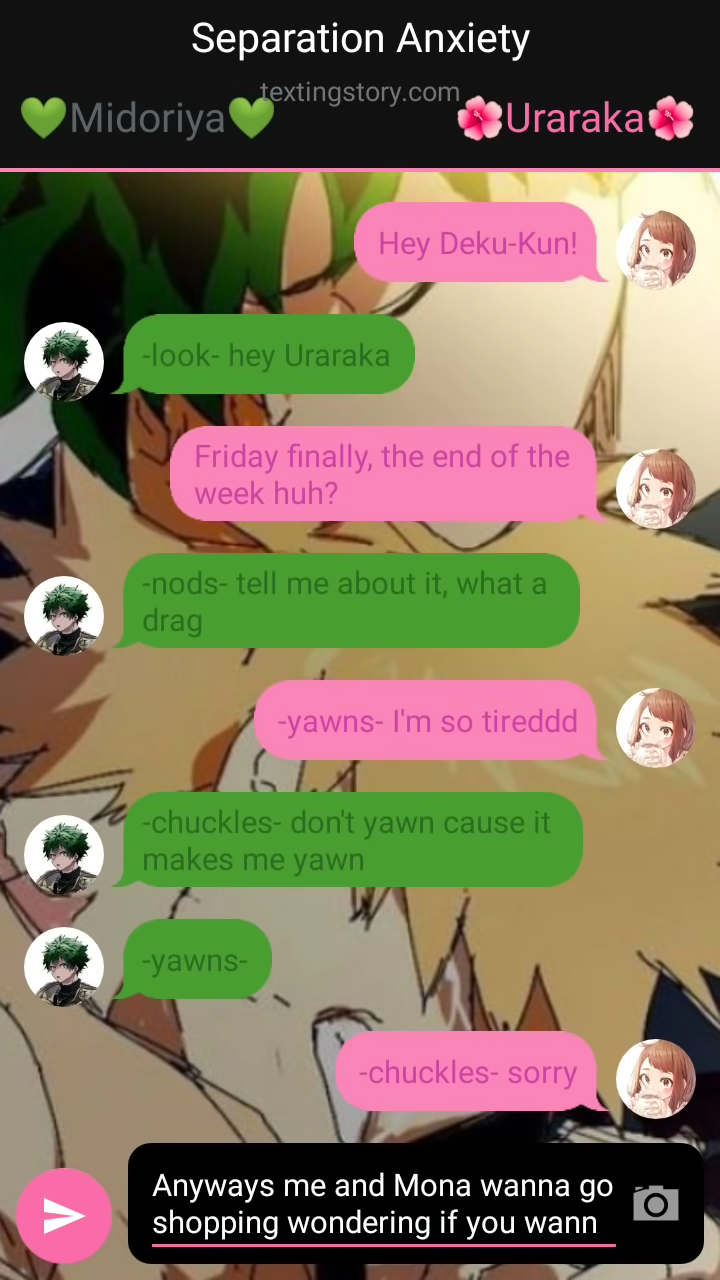 Separation Anxiety
textingstory.com
💚Midoriya💚 🌺Uraraka🌺
Hey Deku-Kun!
-look- hey Uraraka
Friday finally, the end of the
week huh?
-nods- tell me about it, what a
drag
-yawns- I'm so tireddd
-chuckles- don't yawn cause it
makes me yawn
-yawns-
-chuckles- sorry
Anyways me and Mona wanna go
shopping wondering if you wann